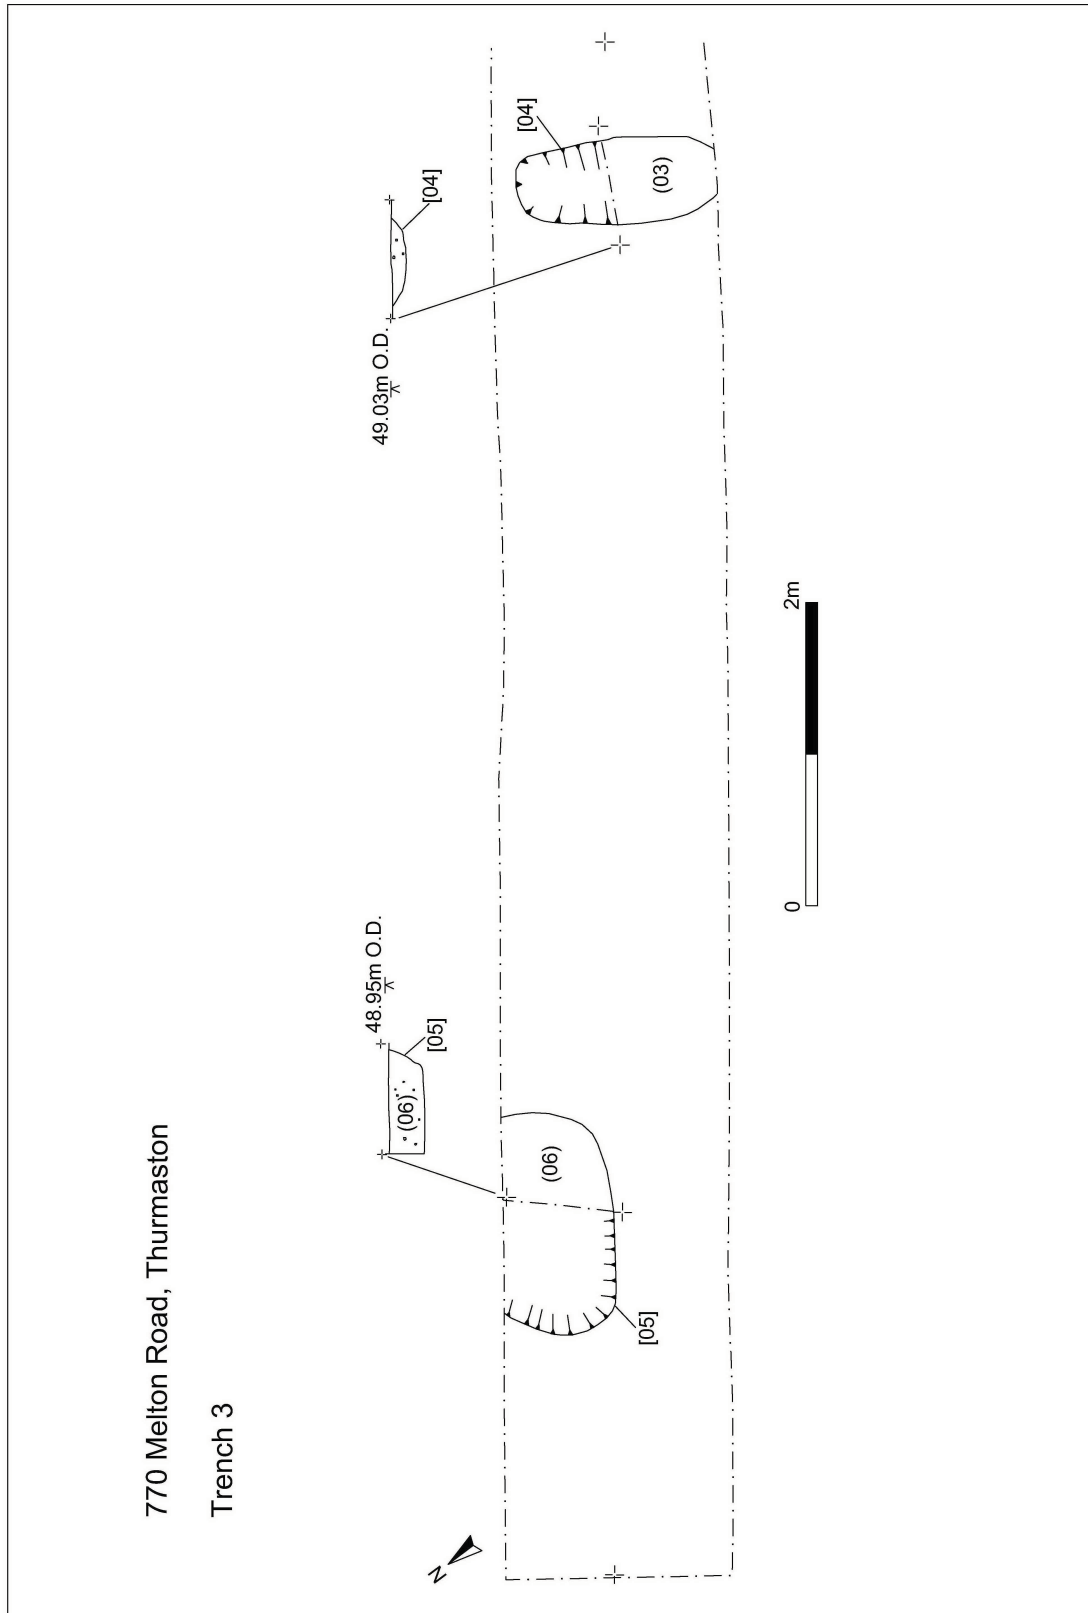 770 Melton Road, Thurmaston
Trench 3
N
48.95m O.D.
(06)
[05]
(06)
[05]
49.03m O.D.
[04]
[04]
(03)
0
2m